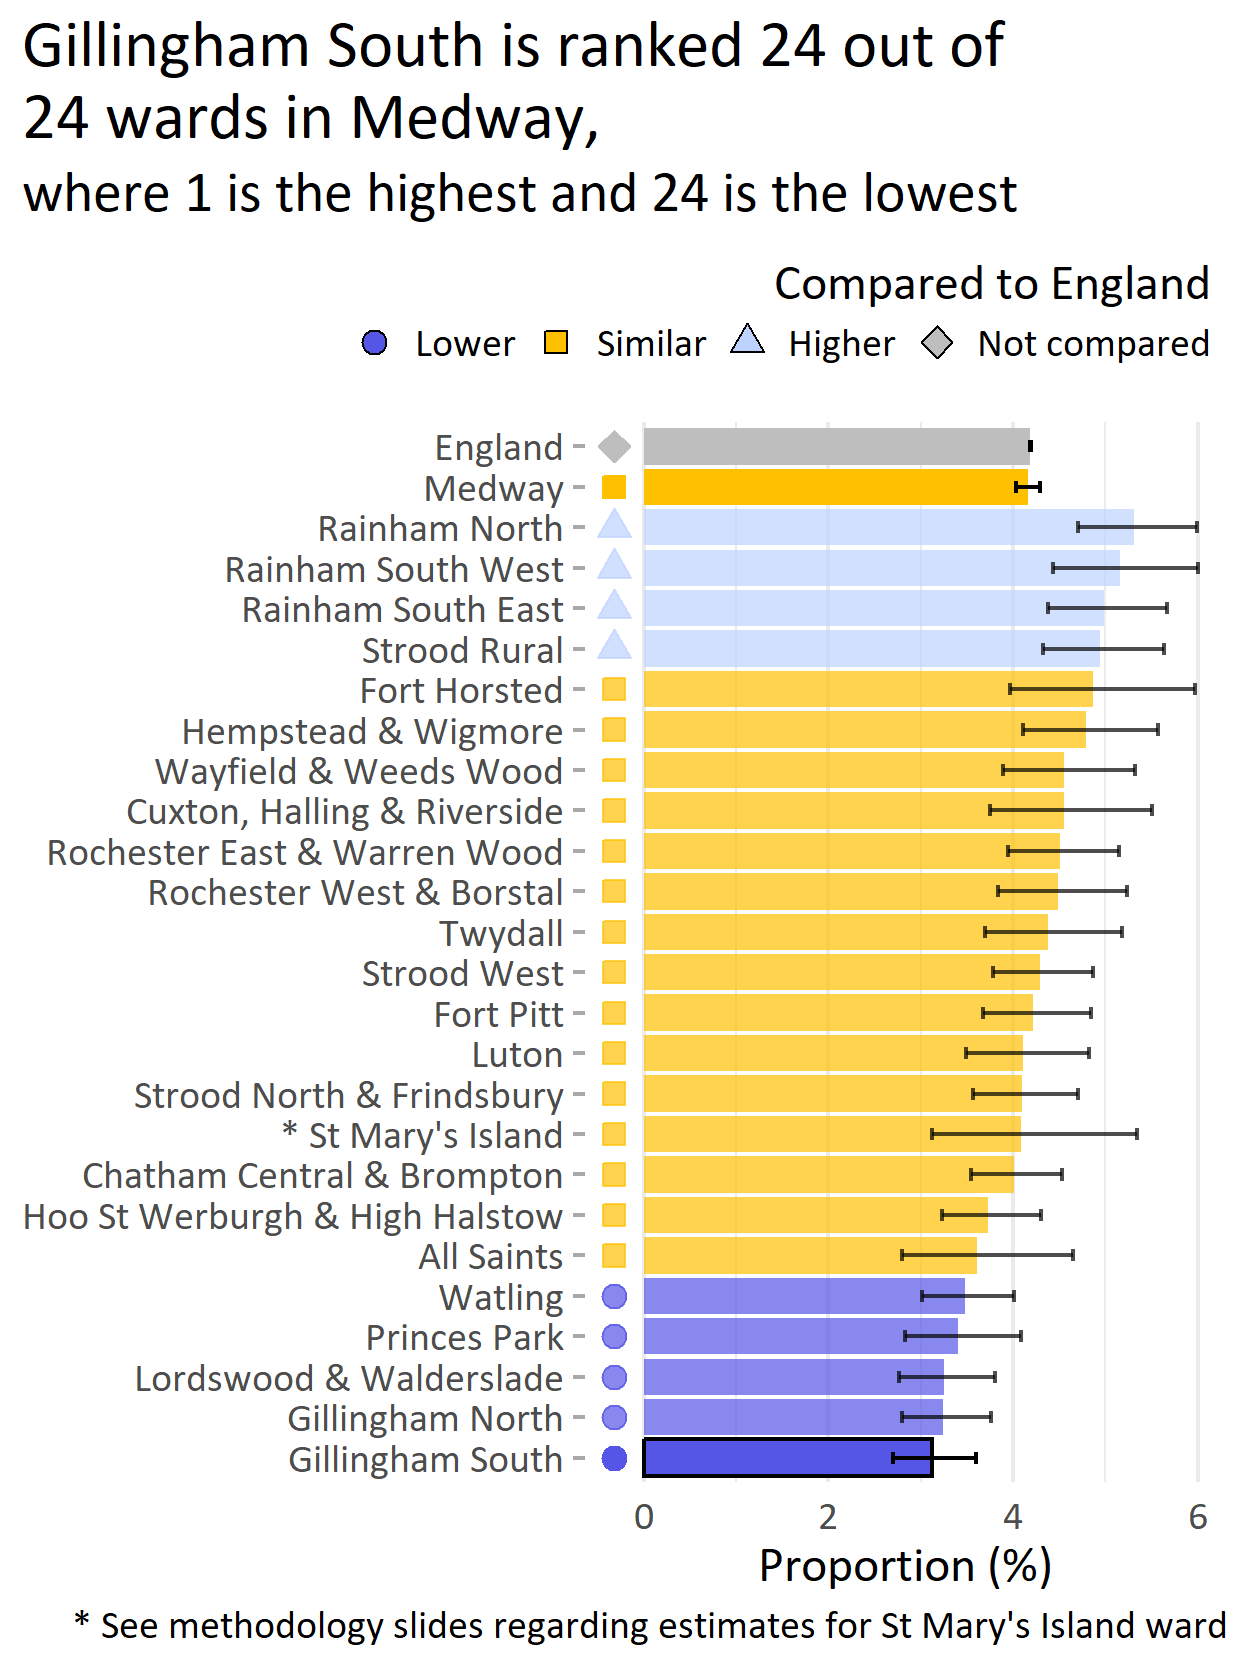 Gillingham South is ranked 24 out of
24 wards in Medway,
where 1 is the highest and 24 is the lowest
Compared to England
Lower Similar Higher Not compared
England
Medway
Rainham North
Rainham South West
Rainham South East
Strood Rural
Fort Horsted
Hempstead & Wigmore
Wayfield & Weeds Wood
Cuxton, Halling & Riverside
Rochester East & Warren Wood
Rochester West & Borstal
Twydall
Strood West
Fort Pitt
Luton
Strood North & Frindsbury
* St Mary's Island
Chatham Central & Brompton
Hoo St Werburgh & High Halstow
All Saints
Watling
Princes Park
Lordswood & Walderslade
Gillingham North
Gillingham South
0 2 4 6
Proportion (%)
* See methodology slides regarding estimates for St Mary's Island ward